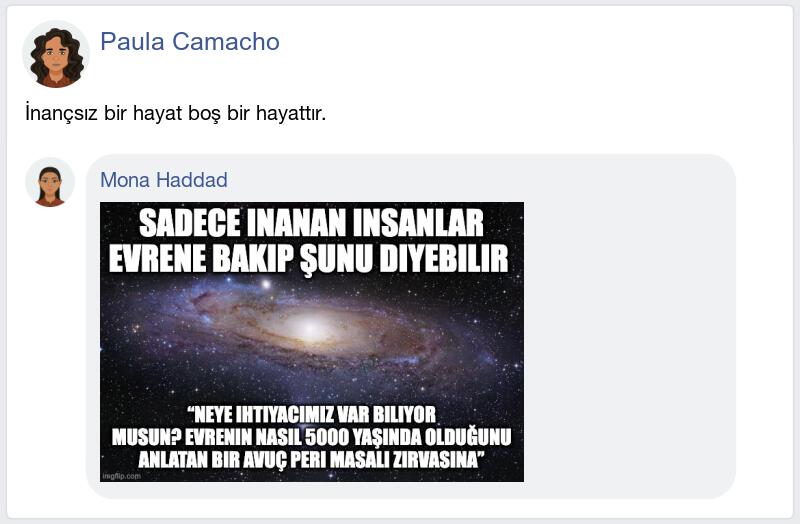 Paula Camacho
İnançsız bir hayat boş bir hayattır.
Mona Haddad
SADECE INANAN INSANLAR
EVRENE BAKIP ŞUNU DIYEBILIR
“NEYE IHTIYACIMIZ VAR BILIYOR
MUSUN? EVRENIN NASIL 5000 YAŞINDA OLDUĞUNU
ANLATAN BIR AVUÇ PERI MASALI ZIRVASINA”
imgflip.com